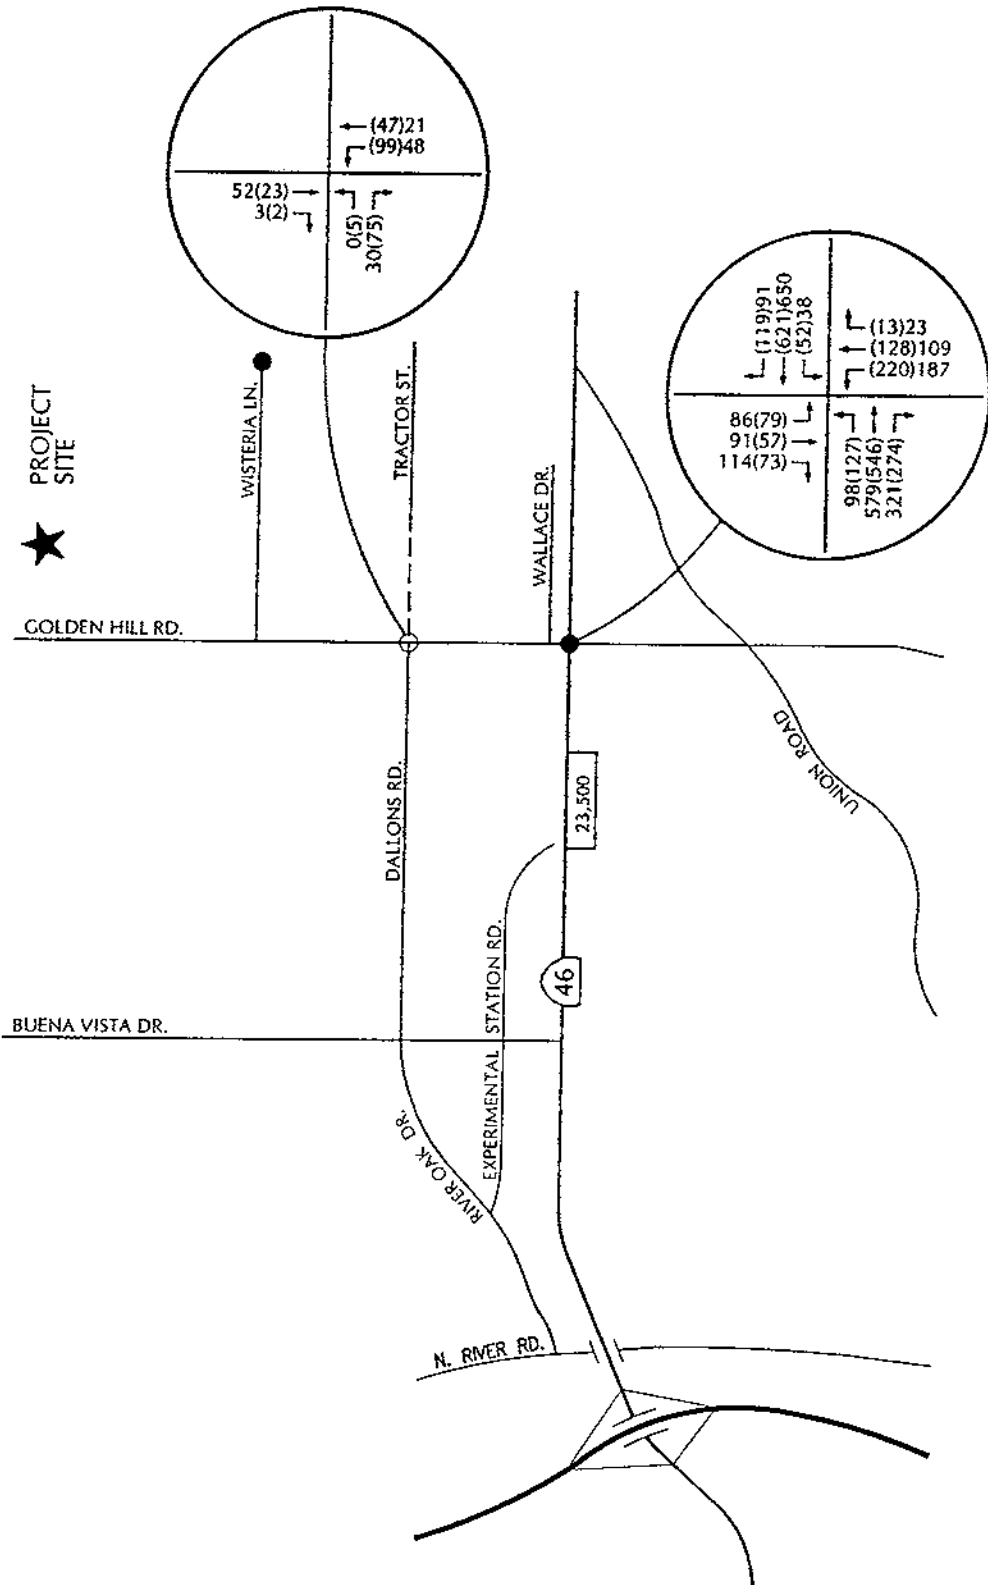 (47)21
(99)48
52(23)
3(2)
0(5)
30(75)
(119)91
(621)650
(52)38
(13)23
(128)109
(220)187
86(79)
91(57)
114(73)
98(127)
579(546)
321(274)
PROJECT
SITE
WISTERIA LN.
TRACTOR ST.
WALLACE DR.
GOLDEN HILL RD.
DALLONS RD.
23,500
UNION ROAD
EXPERIMENTAL STATION RD.
46
BUENA VISTA DR.
RIVER OAK DR.
N. RIVER RD.